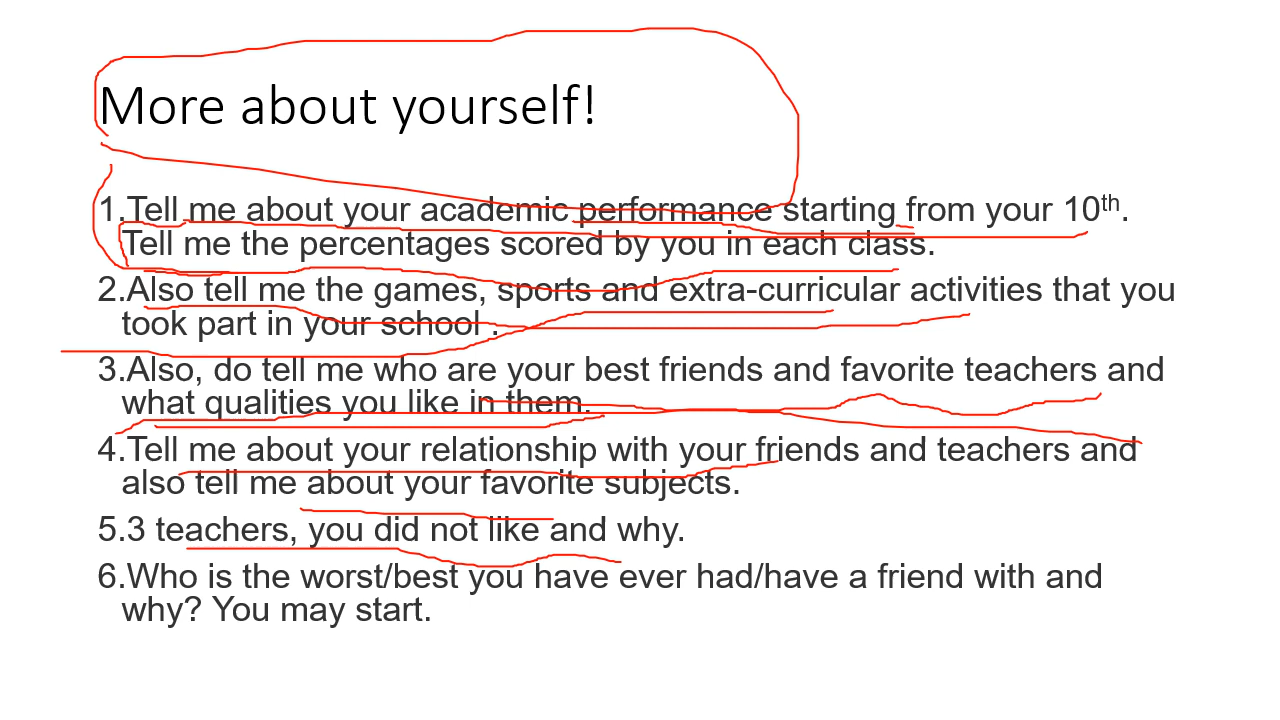 More about yourself!
1.Tell me about your academic performance starting from your 10th.
Tell me the percentages scored by you in each class.
2.Also tell me the games, sports and extra-curricular activities that you
took part in your school .
3.Also, do tell me who are your best friends and favorite teachers and
what qualities you like in them.
4.Tell me about your relationship with your friends and teachers and
also tell me about your favorite subjects.
5.3 teachers, you did not like and why.
6.Who is the worst/best you have ever had/have a friend with and
why? You may start.